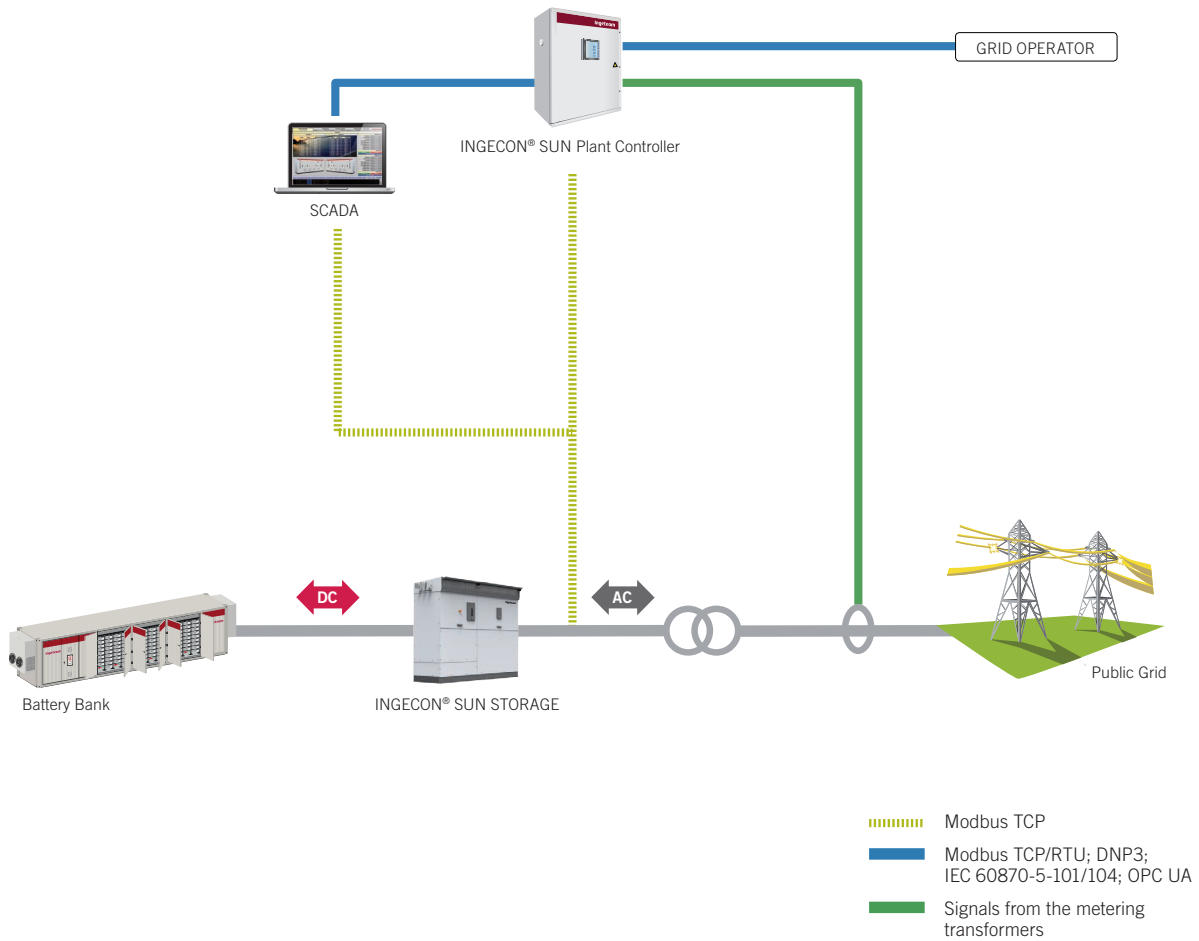 Ingeteam
GRID OPERATOR
INGECON® SUN Plant Controller
SCADA
DC
AC
Battery Bank
INGECON® SUN STORAGE
Public Grid
Modbus TCP
Modbus TCP/RTU; DNP3;
IEC 60870-5-101/104; OPC UA
Signals from the metering
transformers